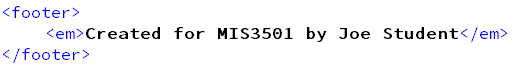 <footer>
    <em>Created for MIS3501 by Joe Student</em>
</footer>